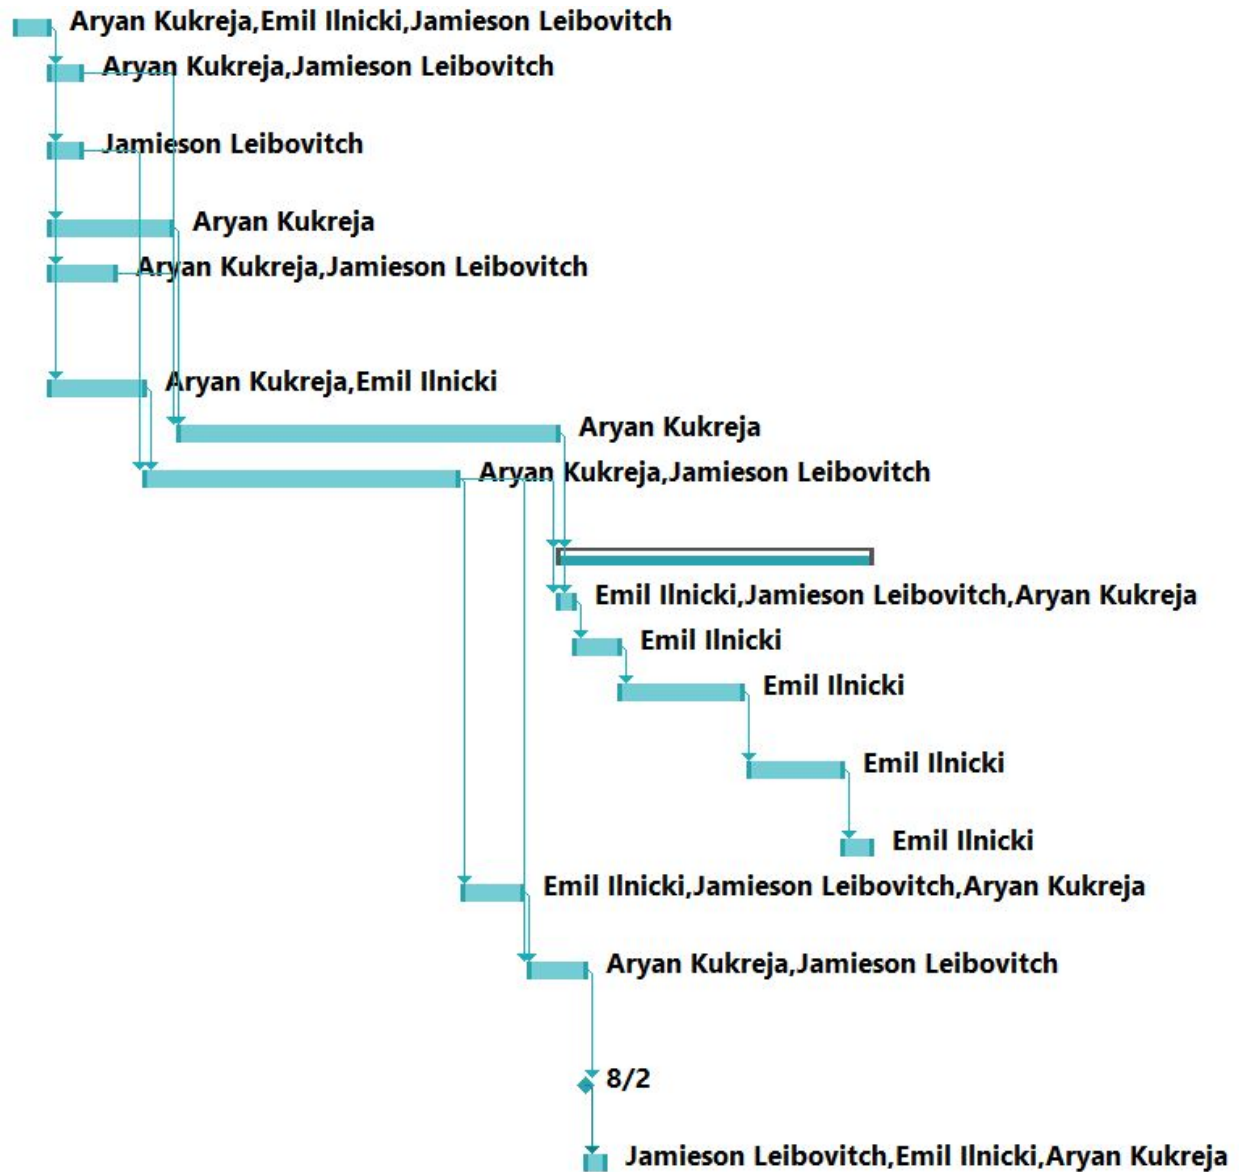 Aryan Kukreja,Emil Ilnicki,Jamieson Leibovitch
Aryan Kukreja,Jamieson Leibovitch
Jamieson Leibovitch
Aryan Kukreja
Aryan Kukreja,Jamieson Leibovitch
Aryan Kukreja,Emil Ilnicki
Aryan Kukreja
Aryan Kukreja,Jamieson Leibovitch
Emil Ilnicki,Jamieson Leibovitch,Aryan Kukreja
Emil Ilnicki
Emil Ilnicki
Emil Ilnicki
Emil Ilnicki
Emil Ilnicki,Jamieson Leibovitch,Aryan Kukreja
Aryan Kukreja,Jamieson Leibovitch
8/2
Jamieson Leibovitch,Emil Ilnicki,Aryan Kukreja